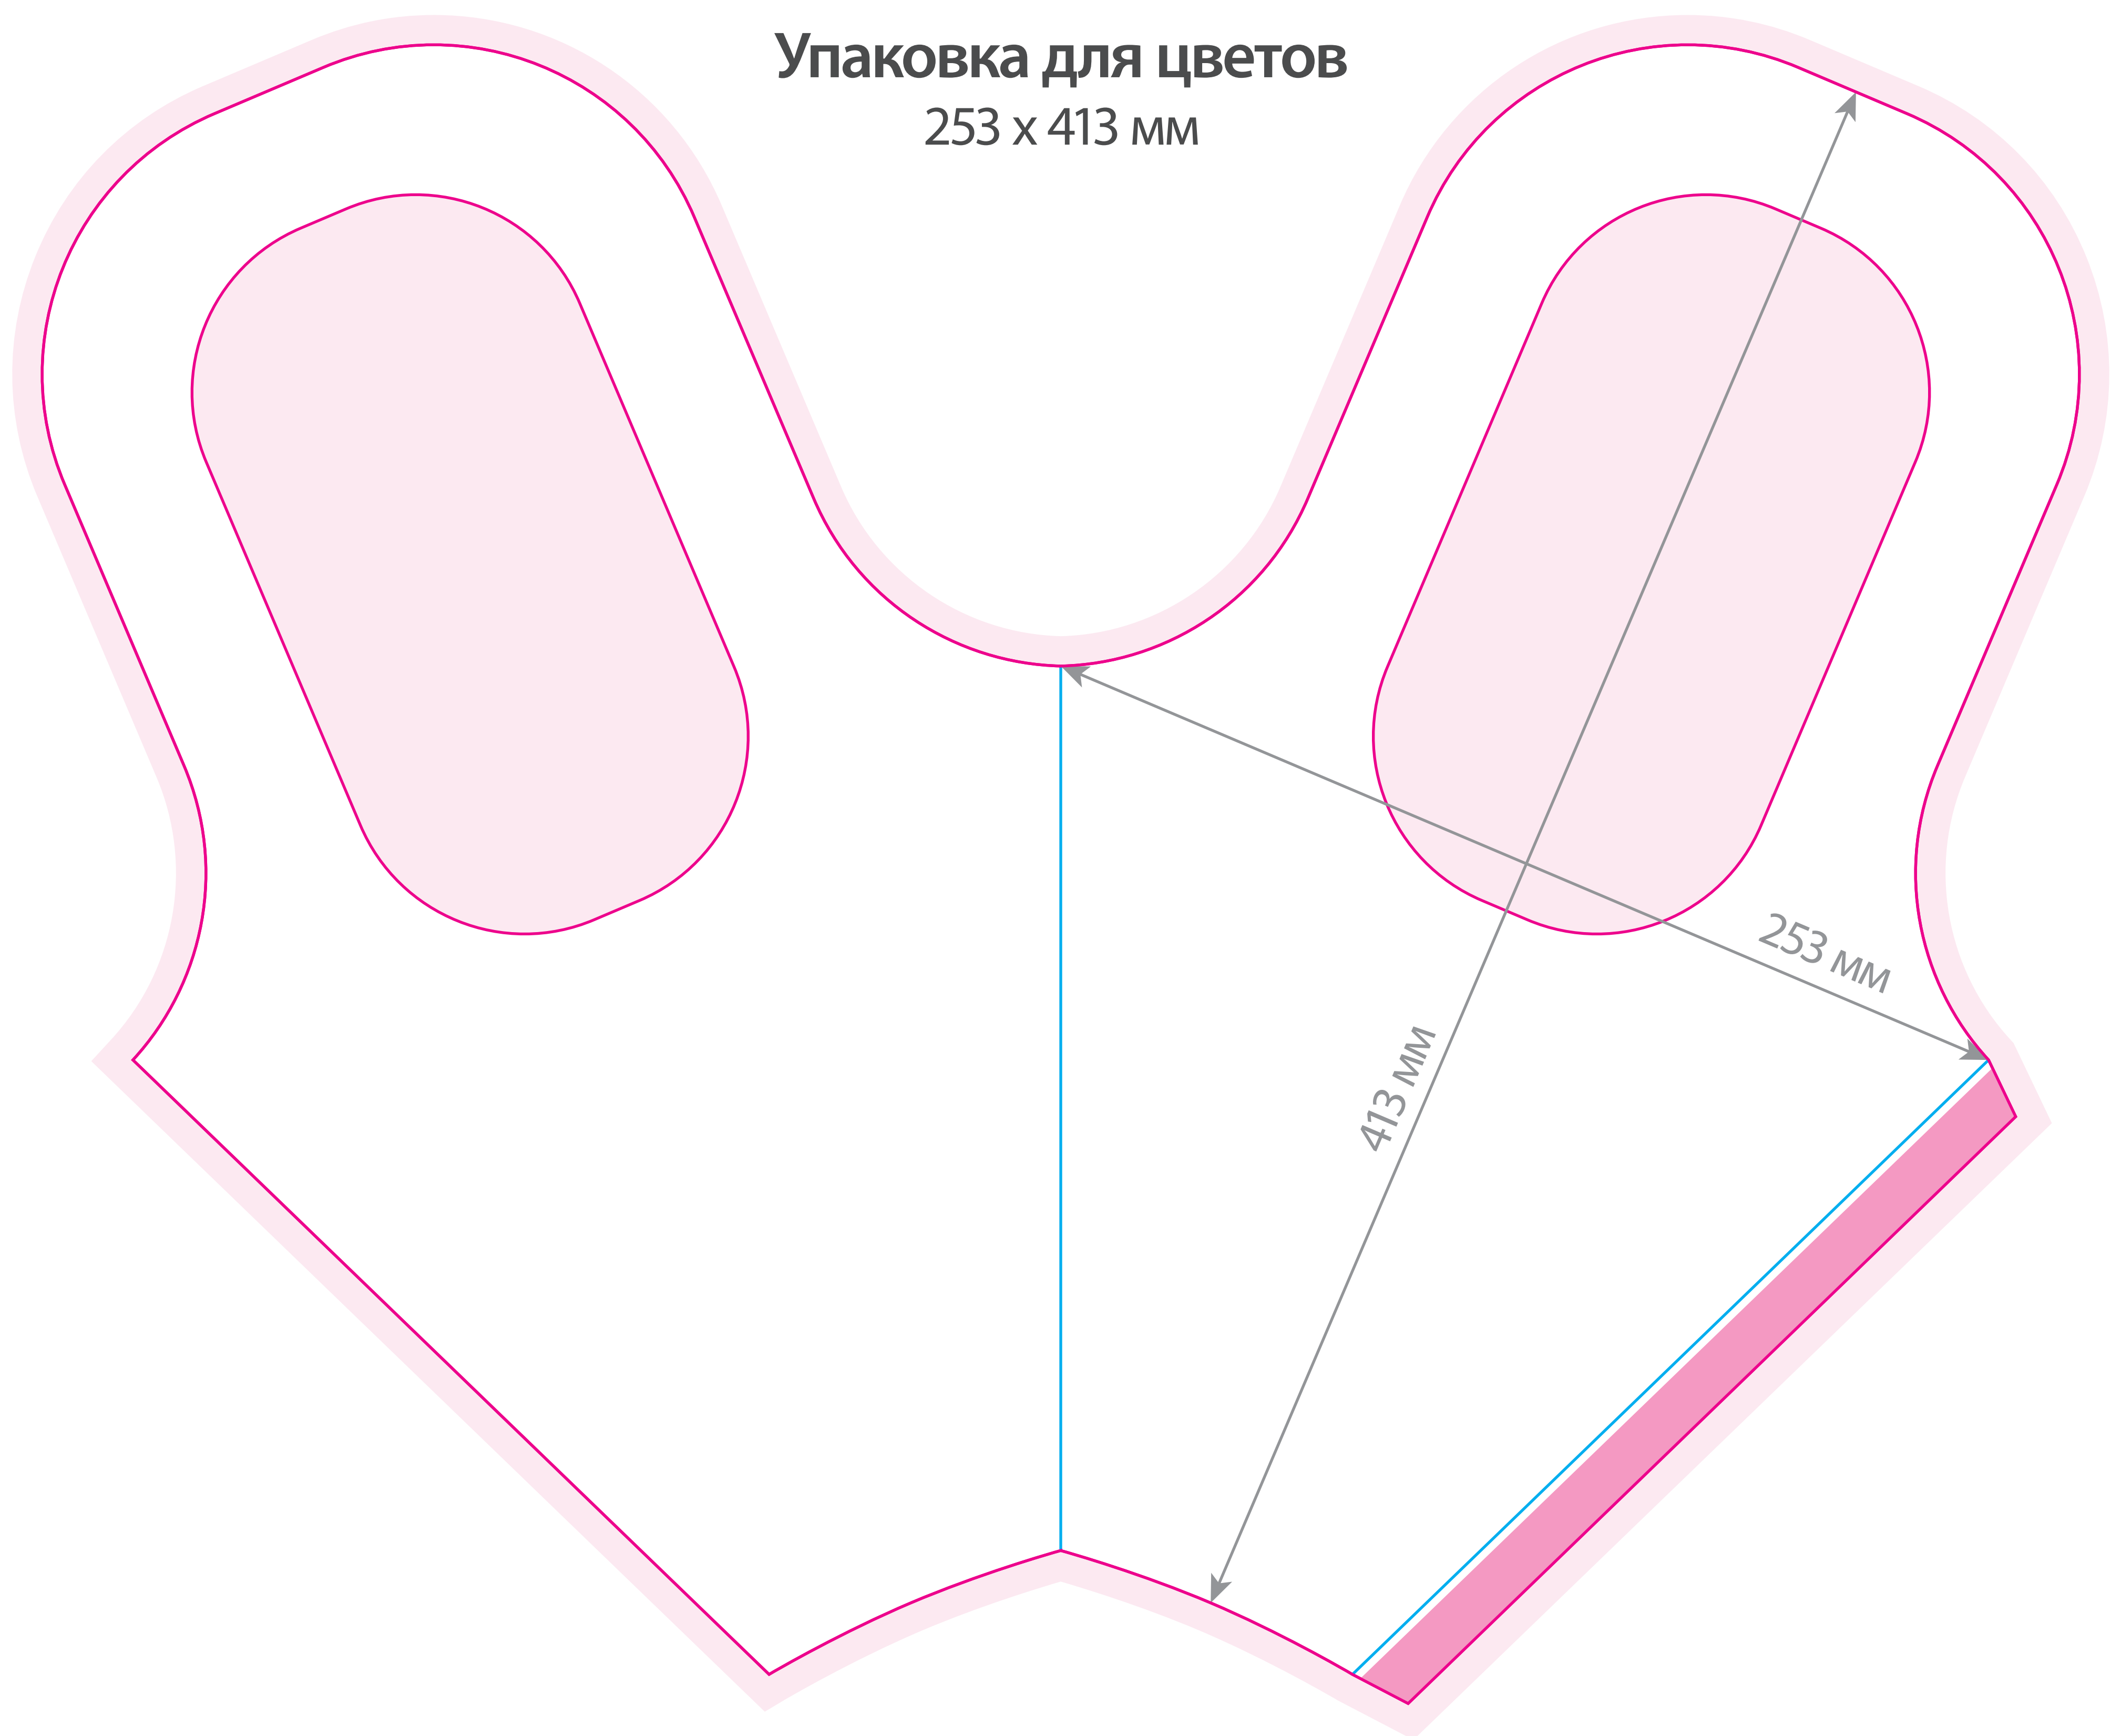 Упаковка для цветов
253 x 413 мм
253 мм
413 мм